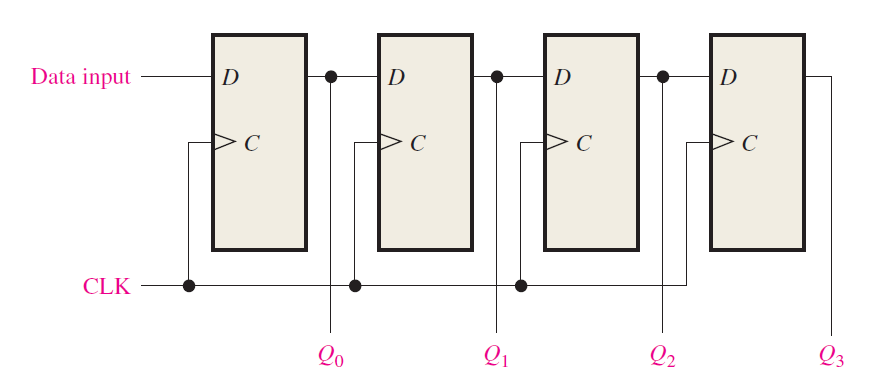 Data input D D D D
C C C C
CLK
Q0 Q1 Q2 Q3